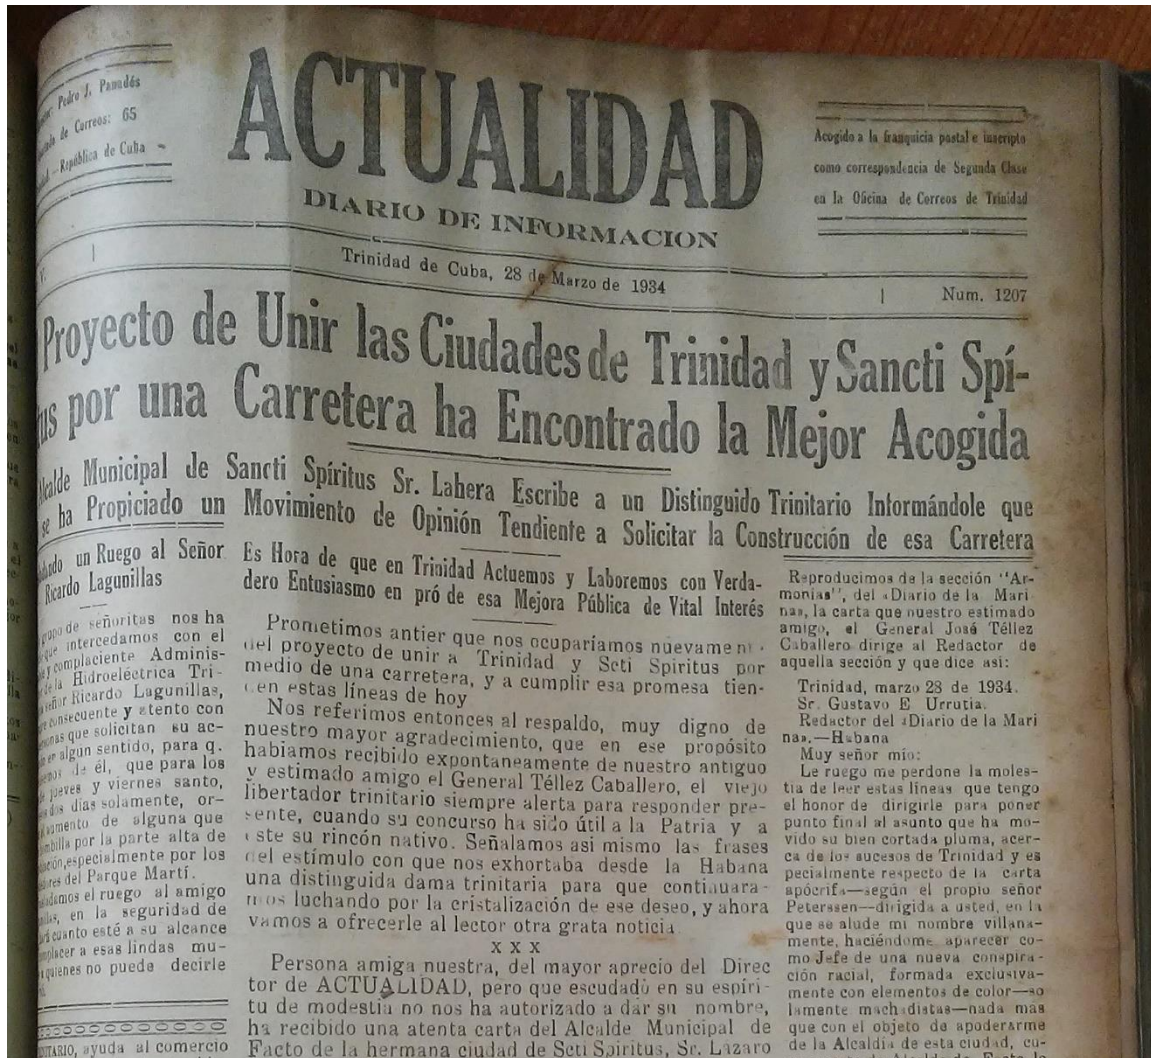 Pedro J. Panadés
de Correos: 65
República de Cuba
ACTUALIDAD
DIARIO DE INFORMACION
Acogido a la franquicia postal e inscripto
como correspondencia de Segunda Clase
en la Oficina de Correos de Trinidad
Trinidad de Cuba, 28 de Marzo de 1934
Num. 1207
Proyecto de Unir las Ciudades de Trinidad y Sancti Spí-
tus por una Carretera ha Encontrado la Mejor Acogida
Alcalde Municipal de Sancti Spíritus Sr. Lahera Escribe a un Distinguido Trinitario Informándole que
se ha Propiciado un Movimiento de Opinión Tendiente a Solicitar la Construcción de esa Carretera
un Ruego al Señor
Ricardo Lagunillas
grupo de señoritas nos ha
que intercedamos con el
y complaciente Adminis-
de la Hidroeléctrica Tri-
señor Ricardo Lagunillas,
consecuente y atento con
que solicitan su ac-
en algun sentido, para q.
de él, que para los
jueves y viernes santo,
dos dias solamente, or-
aumento de alguna que
por la parte alta de
especialmente por los
del Parque Martí.
el ruego al amigo
en la seguridad de
cuanto esté a su alcance
a esas lindas mu-
a quienes no puede decirle
ayuda al comercio
Es Hora de que en Trinidad Actuemos y Laboremos con Verda-
dero Entusiasmo en pró de esa Mejora Pública de Vital Interés
Prometimos antier que nos ocuparíamos nuevamen
del proyecto de unir a Trinidad y Scti Spiritus por
medio de una carretera, y a cumplir esa promesa tien-
en estas líneas de hoy
Nos referimos entonces al respaldo, muy digno de
nuestro mayor agradecimiento, que en ese propósito
habiamos recibido expontaneamente de nuestro antiguo
y estimado amigo el General Téllez Caballero, el viejo
libertador trinitario siempre alerta para responder pre-
sente, cuando su concurso ha sido útil a la Patria y a
este su rincón nativo. Señalamos asi mismo las frases
del estímulo con que nos exhortaba desde la Habana
una distinguida dama trinitaria para que continuara-
mos luchando por la cristalización de ese deseo, y ahora
vamos a ofrecerle al lector otra grata noticia
x x x
Persona amiga nuestra, del mayor aprecio del Direc
tor de ACTUALIDAD, pero que escudado en su espíri-
tu de modestia no nos ha autorizado a dar su nombre,
ha recibido una atenta carta del Alcalde Municipal de
Facto de la hermana ciudad de Scti Spiritus, Sr. Lazaro
Reproducimos de la sección "Ar-
monias", del «Diario de la Mari
na», la carta que nuestro estimado
amigo, el General José Téllez
Caballero dirige al Redactor de
aquella sección y que dice asi:
Trinidad, marzo 28 de 1934.
Sr. Gustavo E Urrutia.
Redactor del «Diario de la Mari
na».—Habana
Muy señor mío:
Le ruego me perdone la moles-
tia de leer estas líneas que tengo
el honor de dirigirle para poner
punto final al asunto que ha mo-
vido su bien cortada pluma, acer-
ca de los sucesos de Trinidad y es
pecialmente respecto de la carta
apócrifa—según el propio señor
Peterssen—dirigida a usted, en la
que se alude mi nombre villana-
mente, haciéndome aparecer co-
mo Jefe de una nueva conspira-
ción racial, formada exclusiva-
mente con elementos de color—so
lamente machadistas—nada más
que con el objeto de apoderarme
de la Alcaldía de esta ciudad, cu-